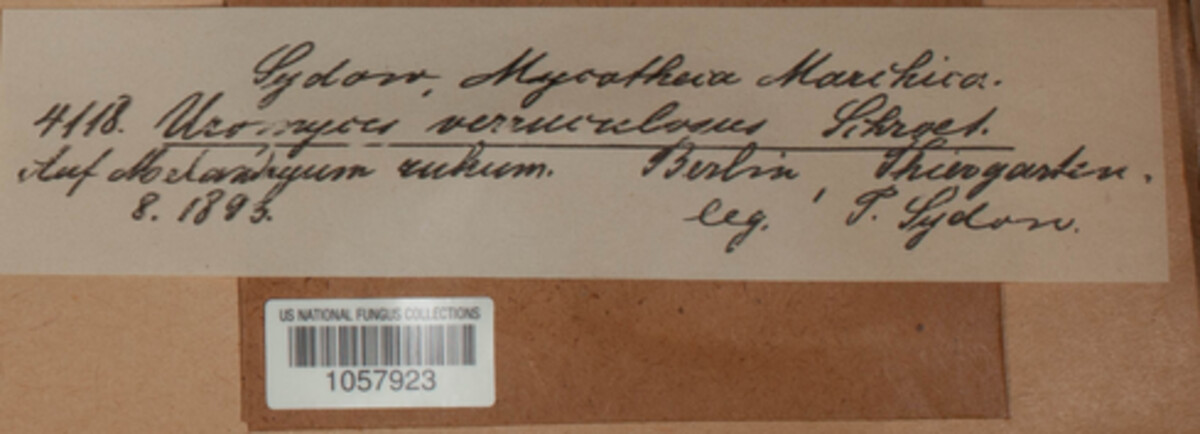 Sydow, Mycotheca Marchica.
4118. Uromyces verruculosus Schroet.
Auf Melandryum rubrum. Berlin, Thiergarten.
8. 1893. leg. P. Sydow.
US NATIONAL FUNGUS COLLECTIONS
1057923